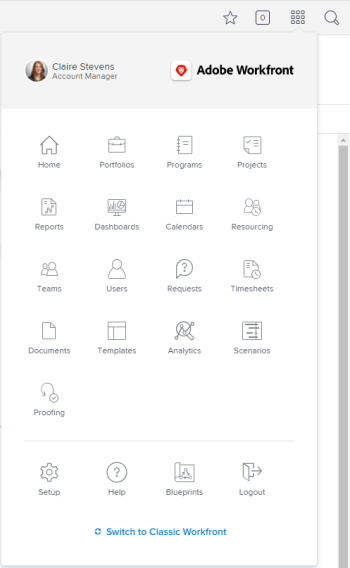 0
Claire Stevens
Account Manager
Adobe Workfront
Home Portfolios Programs Projects
Reports Dashboards Calendars Resourcing
Teams Users Requests Timesheets
Documents Templates Analytics Scenarios
Proofing
Setup Help Blueprints Logout
Switch to Classic Workfront